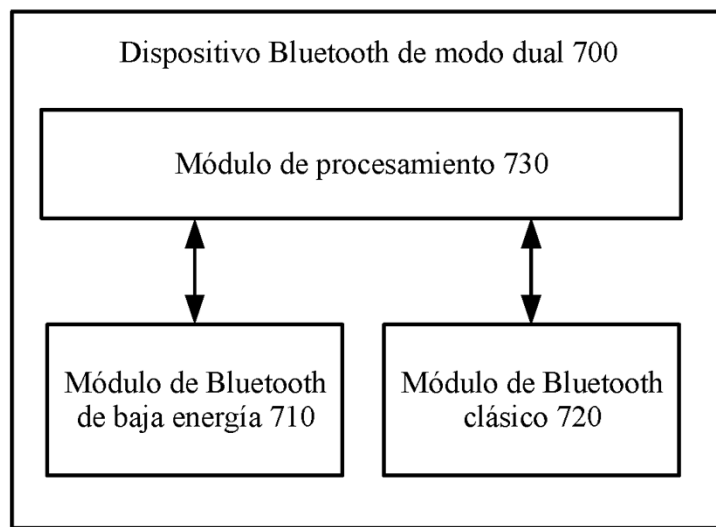 Dispositivo Bluetooth de modo dual 700
Módulo de procesamiento 730
Módulo de Bluetooth
de baja energía 710
Módulo de Bluetooth
clásico 720